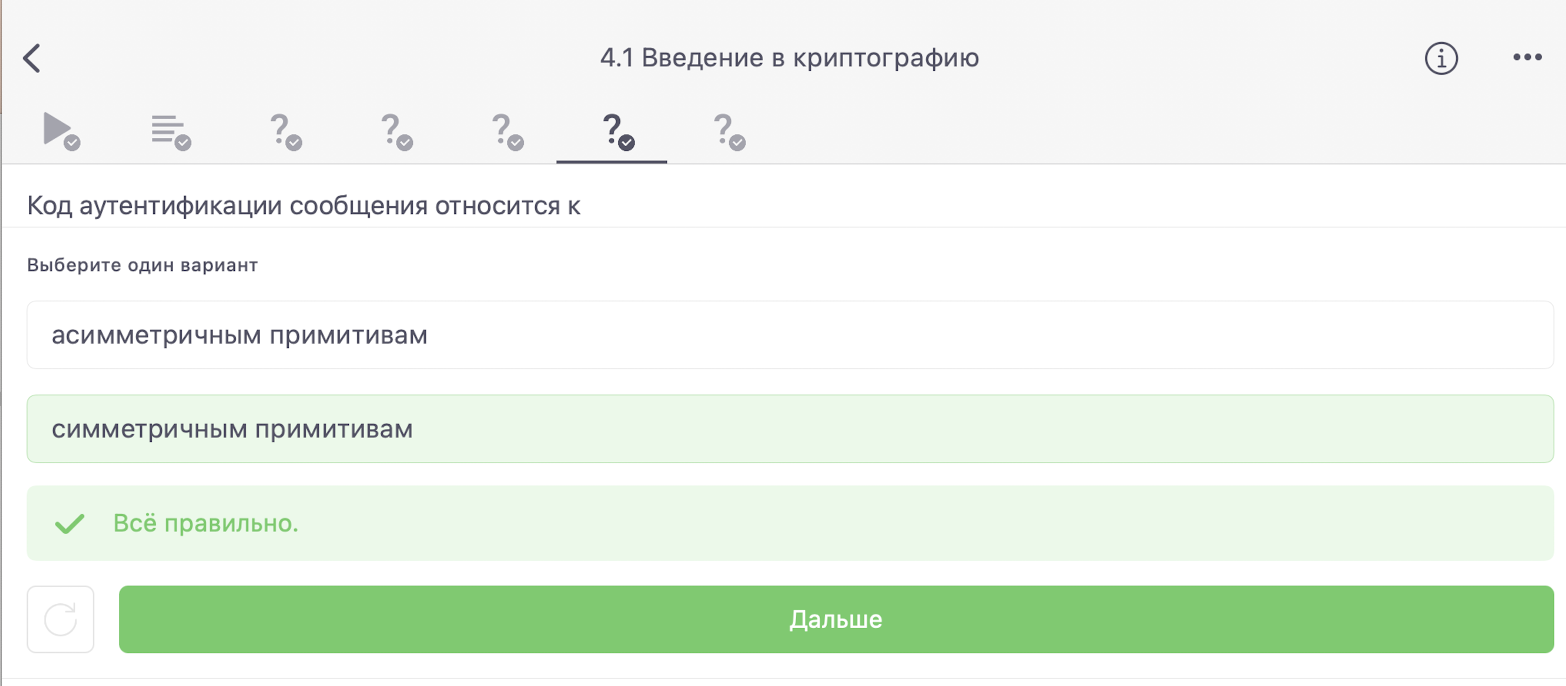 4.1 Введение в криптографию
Код аутентификации сообщения относится к
Выберите один вариант
асимметричным примитивам
симметричным примитивам
Всё правильно.
Дальше